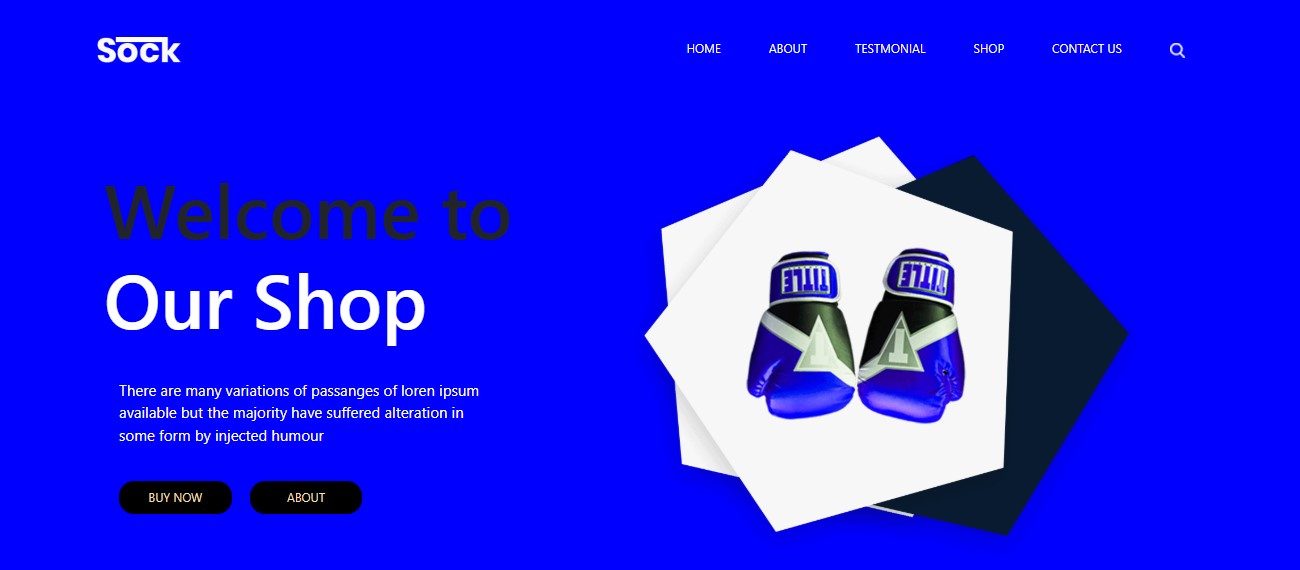 Sock
HOME ABOUT TESTMONIAL SHOP CONTACT US
Welcome to
Our Shop
TITLE TITLE
There are many variations of passanges of loren ipsum
available but the majority have suffered alteration in
some form by injected humour
BUY NOW ABOUT